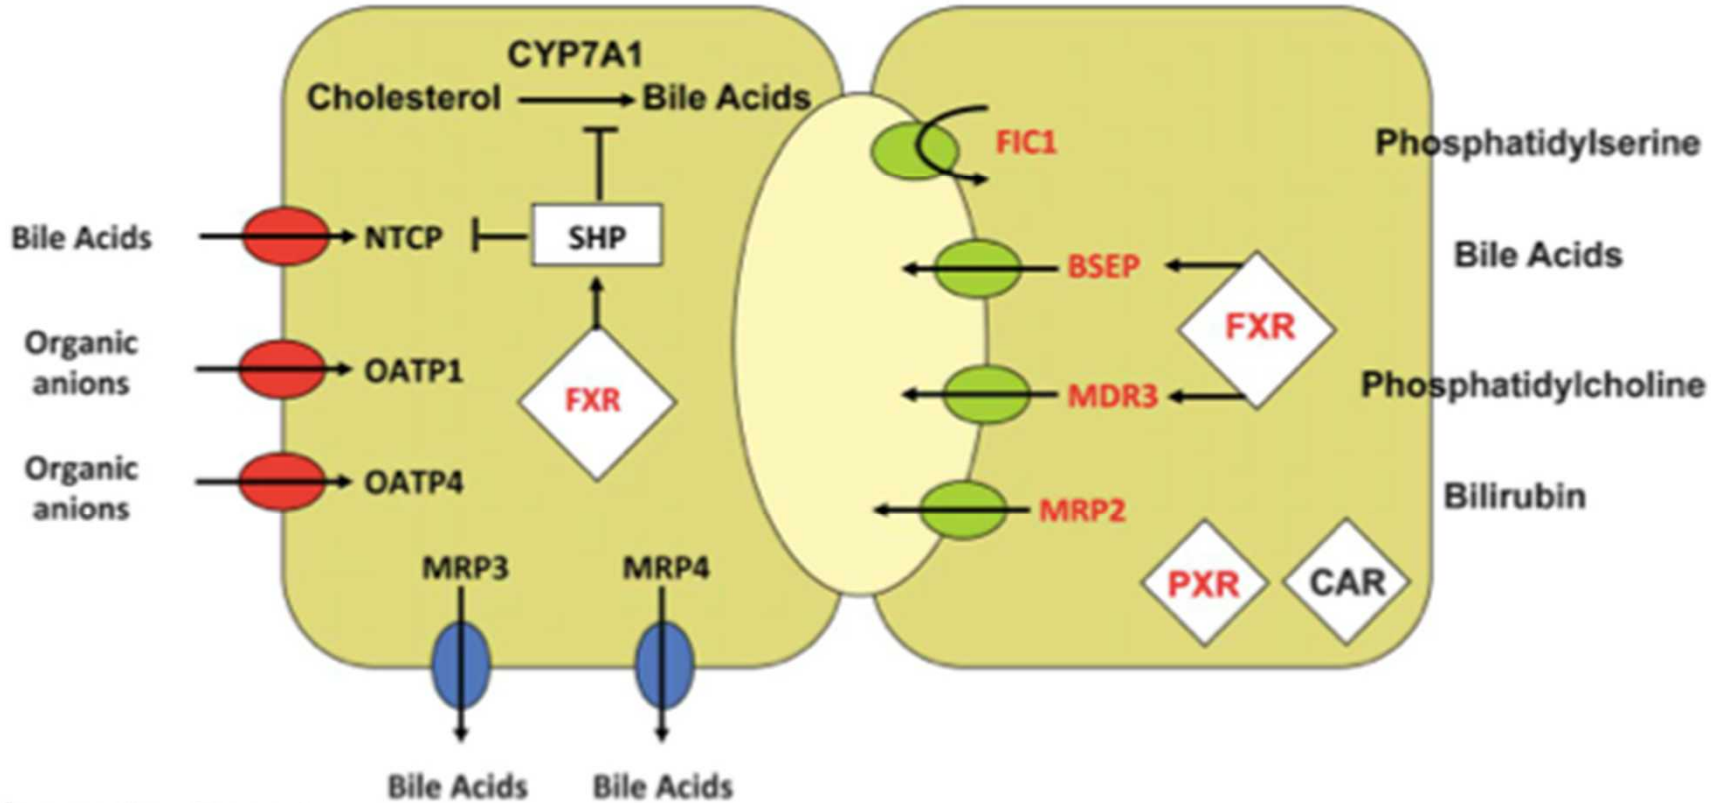 CYP7A1
Cholesterol
Bile Acids
Bile Acids
NTCP
SHP
Organic
anions
OATP1
FXR
Organic
anions
OATP4
MRP3
MRP4
Bile Acids
Bile Acids
FIC1
Phosphatidylserine
BSEP
Bile Acids
FXR
MDR3
Phosphatidylcholine
MRP2
Bilirubin
PXR
CAR